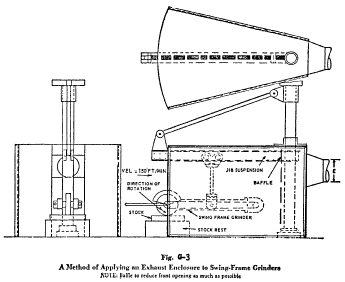 VEL = 150 FT/MIN.
JIB SUSPENSION
DIRECTION OF
ROTATION
BAFFLE
STOCK
SWING FRAME GRINDER
STOCK REST
Fig. G-3
A Method of Applying an Exhaust Enclosure to Swing-Frame Grinders
NOTE: Baffle to reduce front opening as much as possible